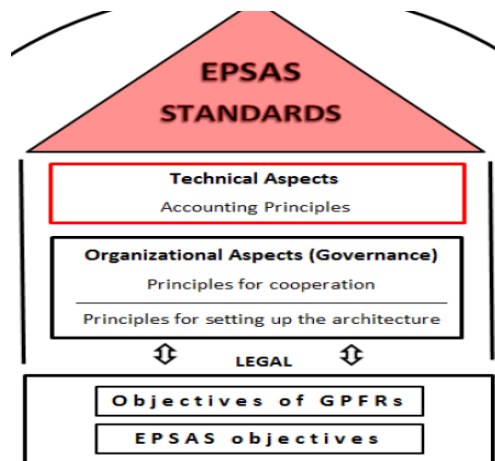 EPSAS
STANDARDS
Technical Aspects
Accounting Principles
Organizational Aspects (Governance)
Principles for cooperation
Principles for setting up the architecture
LEGAL
Objectives of GPFRs
EPSAS objectives